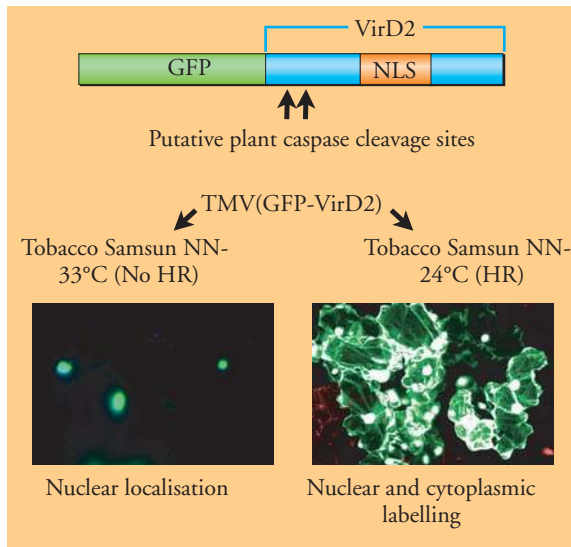 VirD2
GFP
NLS
Putative plant caspase cleavage sites
TMV(GFP-VirD2)
Tobacco Samsun NN-
33°C (No HR)
Tobacco Samsun NN-
24°C (HR)
Nuclear localisation
Nuclear and cytoplasmic
labelling